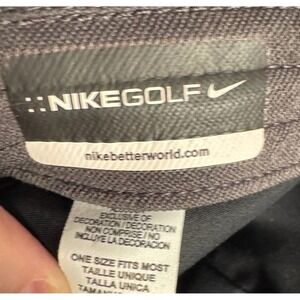 NIKEGOLF
nikebetterworld.com
EXCLUSIVE OF
DECORATION / DECORATION
NON COMPRISE / NO
INCLUYE LA DECORACION
ONE SIZE FITS MOST
TAILLE UNIQUE
TALLA UNICA